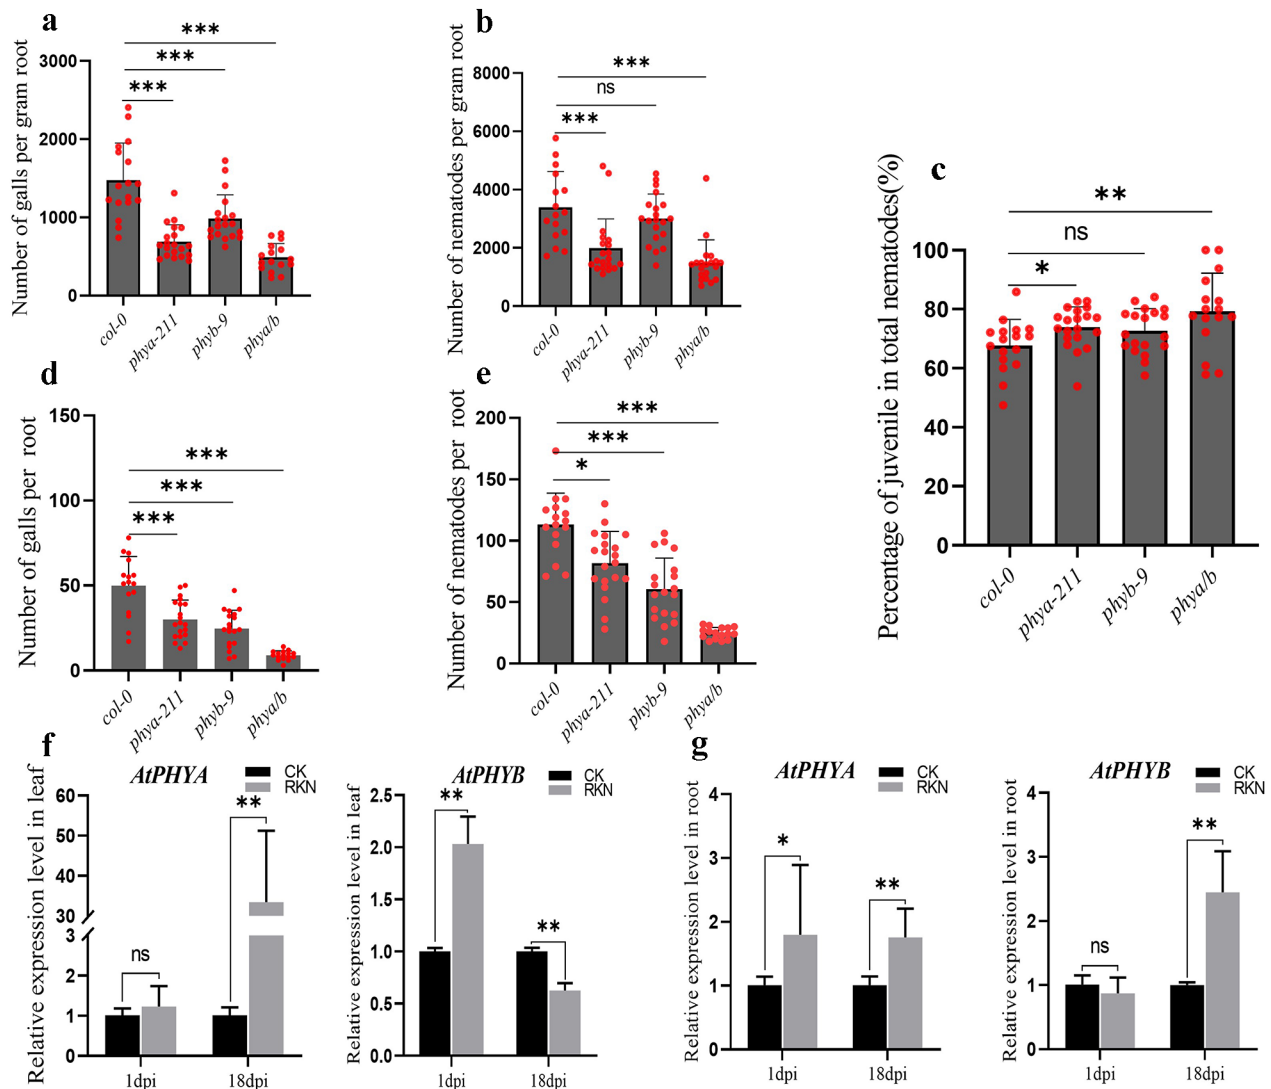 a
Number of galls per gram root
3000
2000
1000
0
***
***
***
col-0
phya-211
phyb-9
phya/b
b
Number of nematodes per gram root
8000
6000
4000
2000
0
***
ns
***
col-0
phya-211
phyb-9
phya/b
c
Percentage of juvenile in total nematodes(%)
100
80
60
40
20
0
**
ns
*
col-0
phya-211
phyb-9
phya/b
d
Number of galls per root
150
100
50
0
***
***
***
col-0
phya-211
phyb-9
phya/b
e
Number of nematodes per root
200
150
100
50
0
***
***
*
col-0
phya-211
phyb-9
phya/b
f
AtPHYA
CK
RKN
Relative expression level in leaf
60
50
40
30
3
2
1
0
ns
**
1dpi
18dpi
AtPHYB
CK
RKN
Relative expression level in leaf
2.5
2.0
1.5
1.0
0.5
0.0
**
**
1dpi
18dpi
g
AtPHYA
CK
RKN
Relative expression level in root
4
3
2
1
0
*
**
1dpi
18dpi
AtPHYB
CK
RKN
Relative expression level in root
4
3
2
1
0
ns
**
1dpi
18dpi